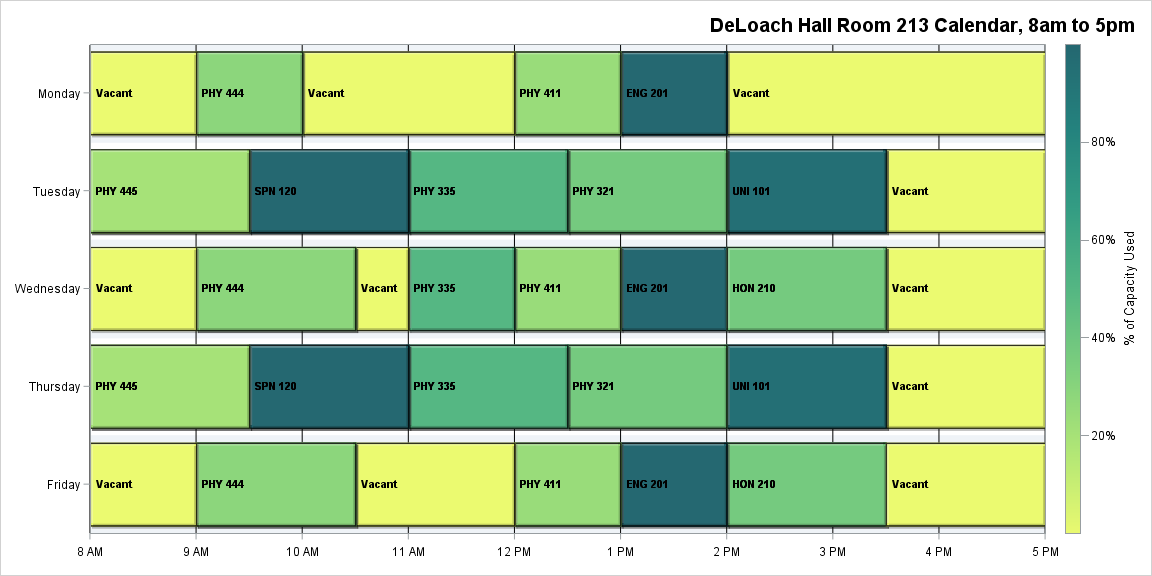 DeLoach Hall Room 213 Calendar, 8am to 5pm
Monday
Vacant
PHY 444
Vacant
PHY 411
ENG 201
Vacant
Tuesday
PHY 445
SPN 120
PHY 335
PHY 321
UNI 101
Vacant
Wednesday
Vacant
PHY 444
Vacant
PHY 335
PHY 411
ENG 201
HON 210
Vacant
Thursday
PHY 445
SPN 120
PHY 335
PHY 321
UNI 101
Vacant
Friday
Vacant
PHY 444
Vacant
PHY 411
ENG 201
HON 210
Vacant
8 AM
9 AM
10 AM
11 AM
12 PM
1 PM
2 PM
3 PM
4 PM
5 PM
80%
60%
40%
20%
% of Capacity Used